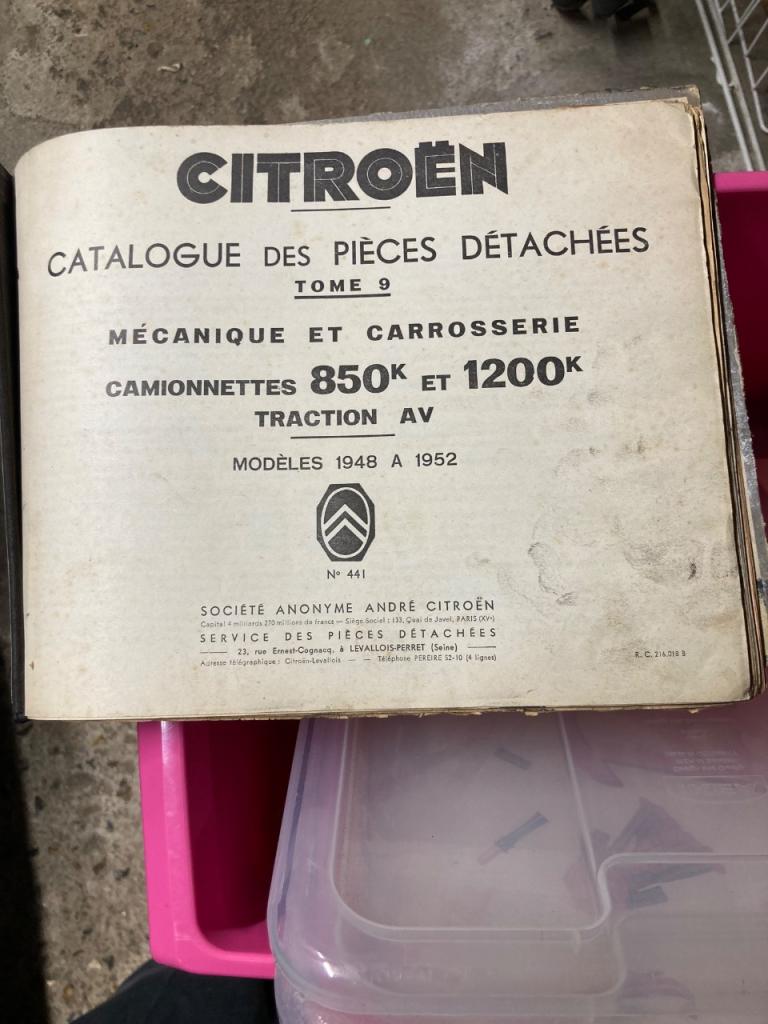 CITROËN
CATALOGUE DES PIÈCES DÉTACHÉES
TOME 9
MÉCANIQUE ET CARROSSERIE
CAMIONNETTES 850K ET 1200K
TRACTION AV
MODÈLES 1948 A 1952
No 441
SOCIÉTÉ ANONYME ANDRÉ CITROËN
Capital 4 milliards 270 millions de francs — Siège Social : 133, Quai de Javel, PARIS (XVe)
SERVICE DES PIÈCES DÉTACHÉES
23, rue Ernest-Cognacq, à LEVALLOIS-PERRET (Seine)
Adresse télégraphique : Citroën-Levallois — — Téléphone PEREIRE 52-10 (4 lignes)
R. C. 216.018 B